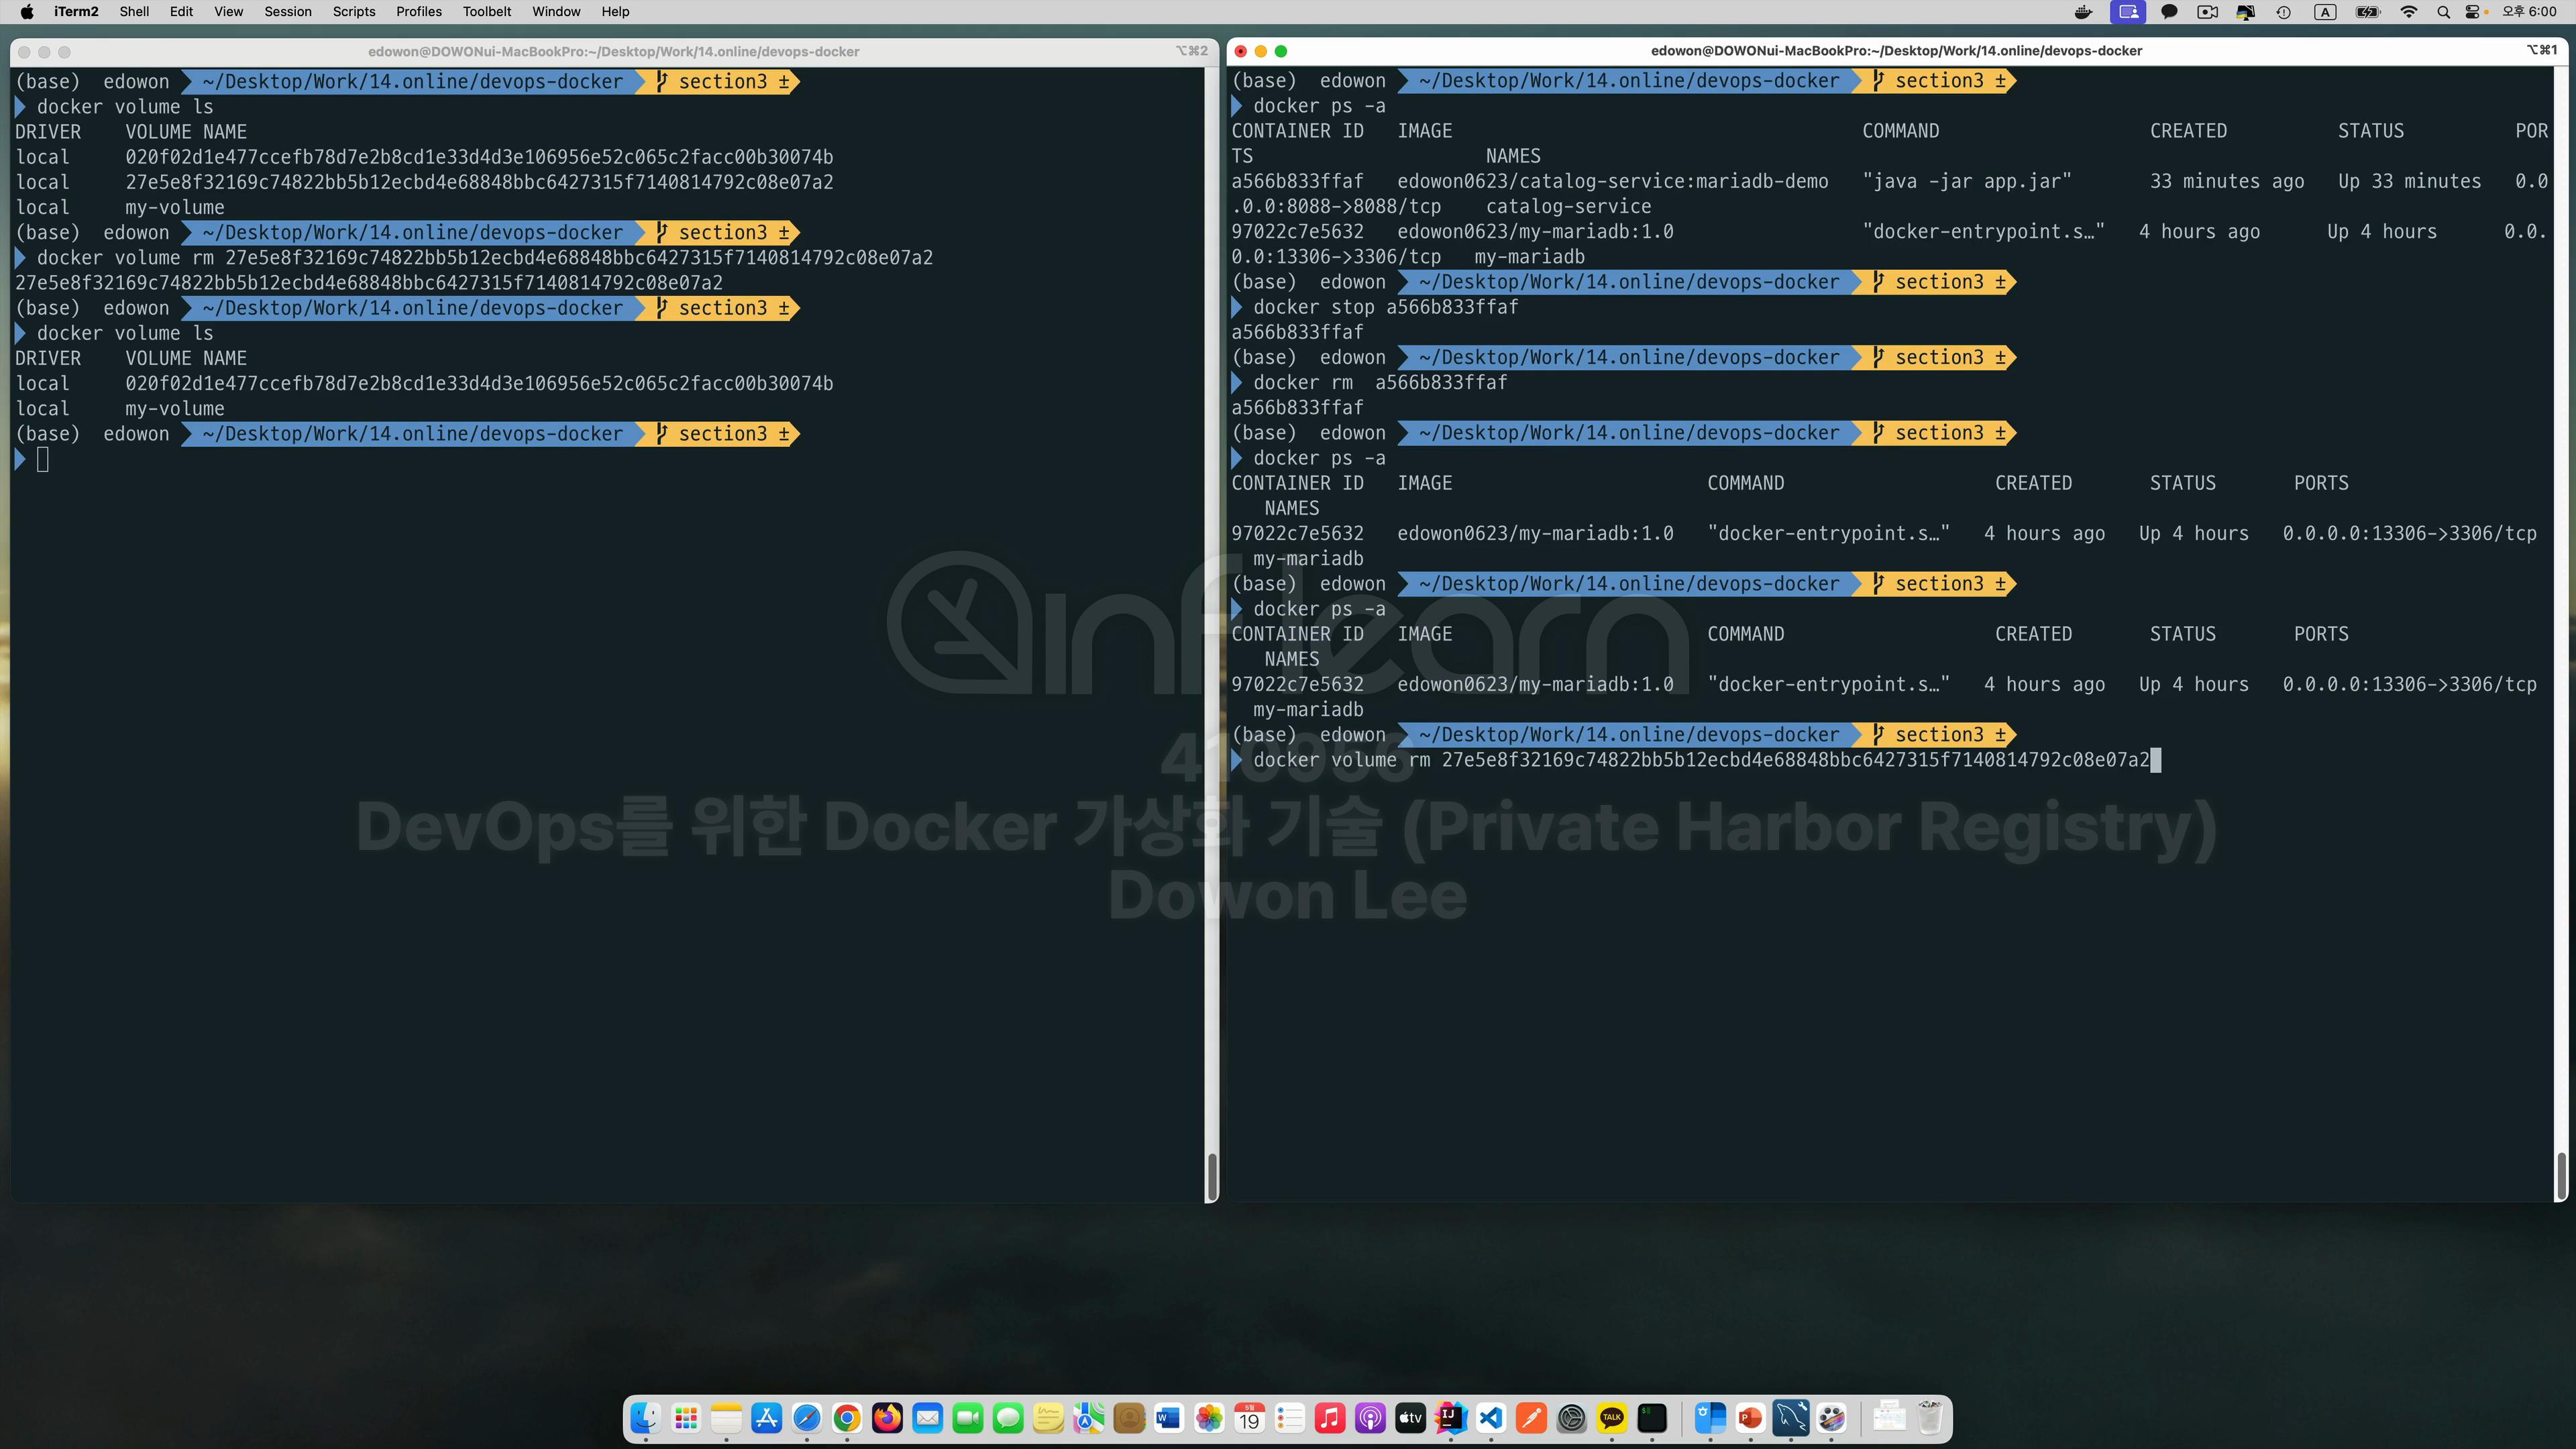 iTerm2 Shell Edit View Session Scripts Profiles Toolbelt Window Help
A 오후 6:00
edowon@DOWONui-MacBookPro:~/Desktop/Work/14.online/devops-docker ⌥⌘2
(base) edowon ~/Desktop/Work/14.online/devops-docker section3 ±
docker volume ls
DRIVER VOLUME NAME
local 020f02d1e477ccefb78d7e2b8cd1e33d4d3e106956e52c065c2facc00b30074b
local 27e5e8f32169c74822bb5b12ecbd4e68848bbc6427315f7140814792c08e07a2
local my-volume
(base) edowon ~/Desktop/Work/14.online/devops-docker section3 ±
docker volume rm 27e5e8f32169c74822bb5b12ecbd4e68848bbc6427315f7140814792c08e07a2
27e5e8f32169c74822bb5b12ecbd4e68848bbc6427315f7140814792c08e07a2
(base) edowon ~/Desktop/Work/14.online/devops-docker section3 ±
docker volume ls
DRIVER VOLUME NAME
local 020f02d1e477ccefb78d7e2b8cd1e33d4d3e106956e52c065c2facc00b30074b
local my-volume
(base) edowon ~/Desktop/Work/14.online/devops-docker section3 ±
edowon@DOWONui-MacBookPro:~/Desktop/Work/14.online/devops-docker ⌥⌘1
(base) edowon ~/Desktop/Work/14.online/devops-docker section3 ±
docker ps -a
CONTAINER ID IMAGE COMMAND CREATED STATUS POR
TS NAMES
a566b833ffaf edowon0623/catalog-service:mariadb-demo "java -jar app.jar" 33 minutes ago Up 33 minutes 0.0
.0.0:8088->8088/tcp catalog-service
97022c7e5632 edowon0623/my-mariadb:1.0 "docker-entrypoint.s…" 4 hours ago Up 4 hours 0.0.
0.0:13306->3306/tcp my-mariadb
(base) edowon ~/Desktop/Work/14.online/devops-docker section3 ±
docker stop a566b833ffaf
a566b833ffaf
(base) edowon ~/Desktop/Work/14.online/devops-docker section3 ±
docker rm a566b833ffaf
a566b833ffaf
(base) edowon ~/Desktop/Work/14.online/devops-docker section3 ±
docker ps -a
CONTAINER ID IMAGE COMMAND CREATED STATUS PORTS
NAMES
97022c7e5632 edowon0623/my-mariadb:1.0 "docker-entrypoint.s…" 4 hours ago Up 4 hours 0.0.0.0:13306->3306/tcp
my-mariadb
(base) edowon ~/Desktop/Work/14.online/devops-docker section3 ±
docker ps -a
CONTAINER ID IMAGE COMMAND CREATED STATUS PORTS
NAMES
97022c7e5632 edowon0623/my-mariadb:1.0 "docker-entrypoint.s…" 4 hours ago Up 4 hours 0.0.0.0:13306->3306/tcp
my-mariadb
(base) edowon ~/Desktop/Work/14.online/devops-docker section3 ±
docker volume rm 27e5e8f32169c74822bb5b12ecbd4e68848bbc6427315f7140814792c08e07a2
inflearn
410956
DevOps를 위한 Docker 가상화 기술 (Private Harbor Registry)
Dowon Lee
19
tv
IJ
TALK